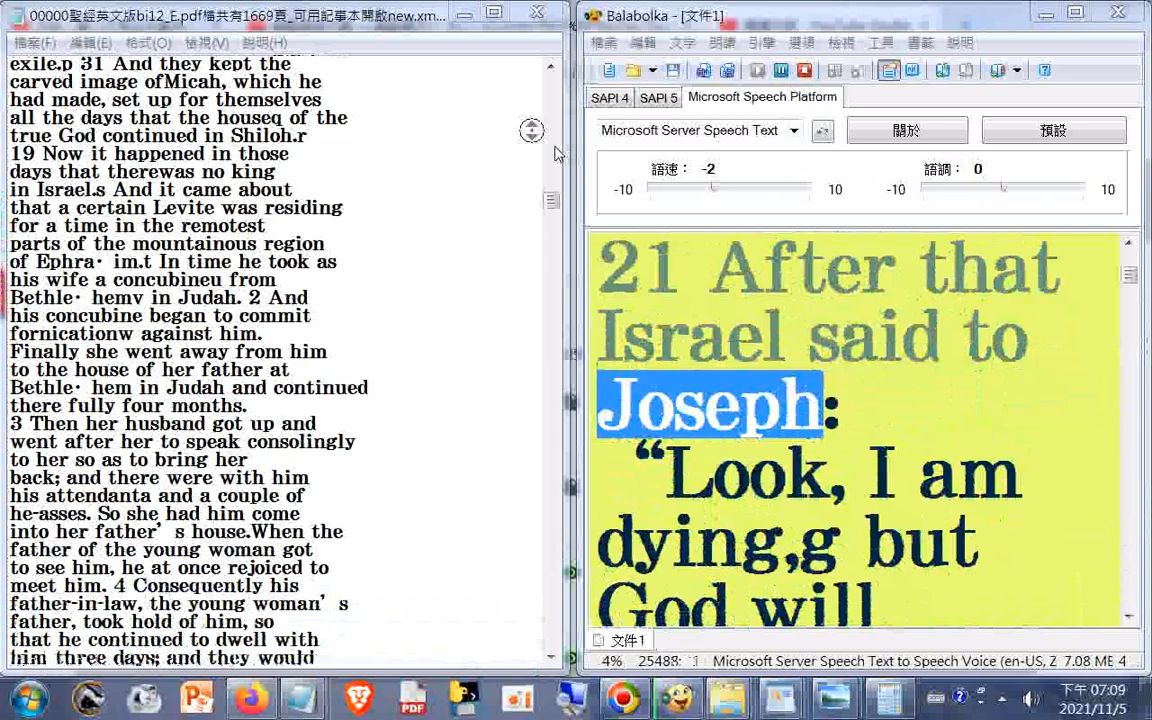 00000聖經英文版bi12_E.pdf檔共有1669頁_可用記事本開啟new.xm...
檔案(F) 編輯(E) 格式(O) 檢視(V) 說明(H)
exile.p 31 And they kept the
carved image ofMicah, which he
had made, set up for themselves
all the days that the houseq of the
true God continued in Shiloh.r
19 Now it happened in those
days that therewas no king
in Israel.s And it came about
that a certain Levite was residing
for a time in the remotest
parts of the mountainous region
of Ephra· im.t In time he took as
his wife a concubineu from
Bethle· hemv in Judah. 2 And
his concubine began to commit
fornicationw against him.
Finally she went away from him
to the house of her father at
Bethle· hem in Judah and continued
there fully four months.
3 Then her husband got up and
went after her to speak consolingly
to her so as to bring her
back; and there were with him
his attendanta and a couple of
he-asses. So she had him come
into her father’ s house.When the
father of the young woman got
to see him, he at once rejoiced to
meet him. 4 Consequently his
father-in-law, the young woman’ s
father, took hold of him, so
that he continued to dwell with
him three days; and they would
Balabolka - [文件1]
檔案 編輯 文字 朗讀 引擎 選項 檢視 工具 書籤 說明
SAPI 4 SAPI 5 Microsoft Speech Platform
Microsoft Server Speech Text 關於 預設
語速： -2 語調： 0
-10 10 -10 10
21 After that
Israel said to
Joseph:
“Look, I am
dying,g but
God will
文件1
4% 25488: Microsoft Server Speech Text to Speech Voice (en-US, Z 7.08 ME 4
PDF
下午 07:09
2021/11/5